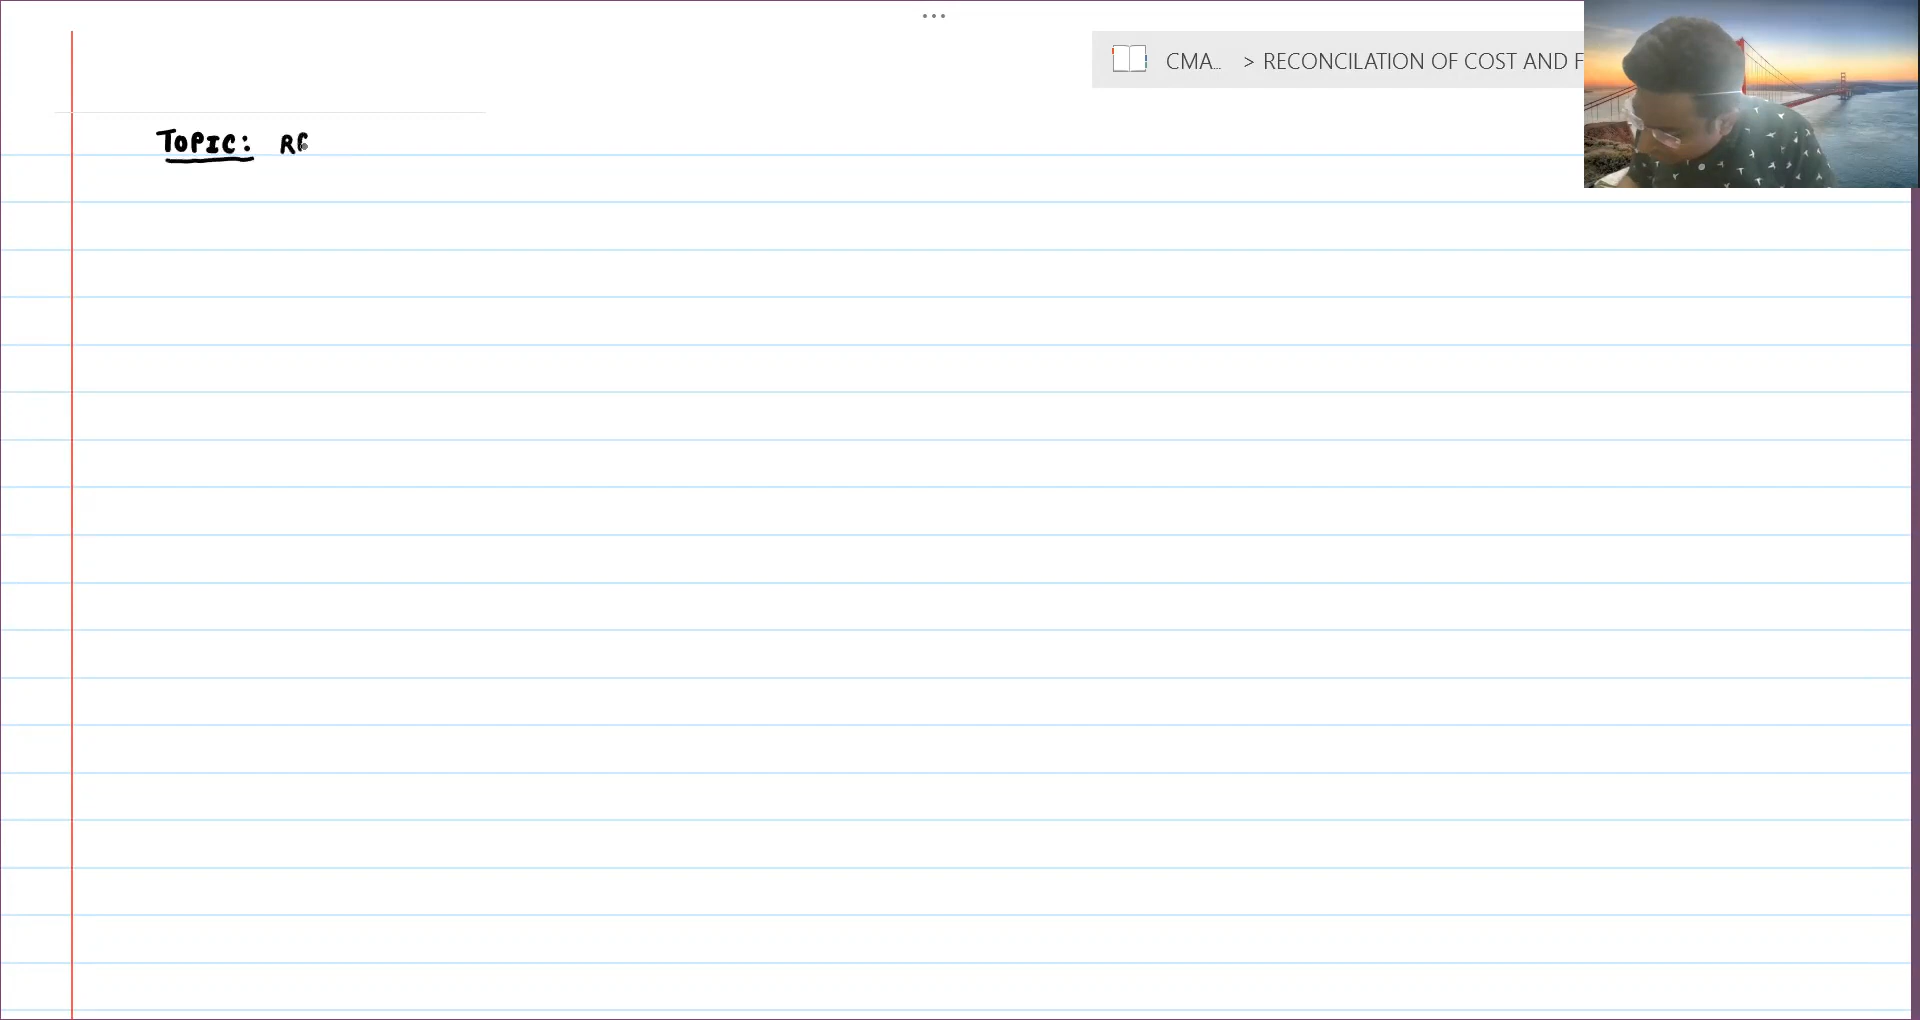 CMA... > RECONCILATION OF COST AND F
TOPIC: RE